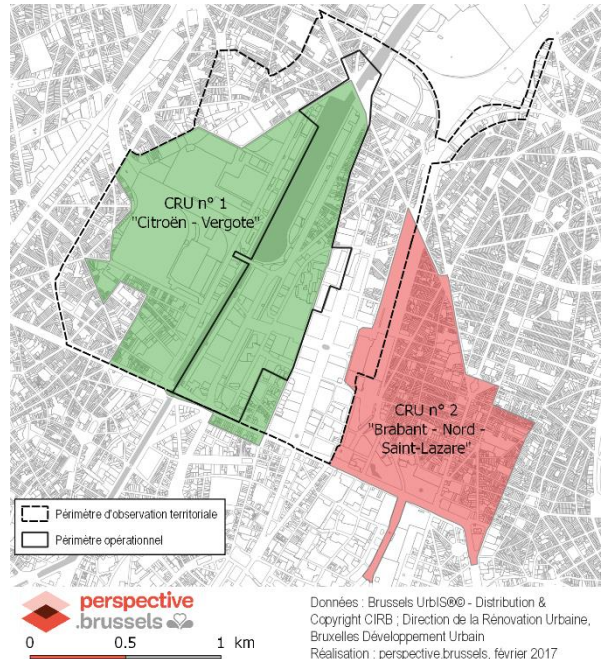 CRU n° 1
"Citroën - Vergote"
CRU n° 2
"Brabant - Nord -
Saint-Lazare"
Périmètre d'observation territoriale
Périmètre opérationnel
perspective
.brussels
0 0.5 1 km
Données : Brussels UrbIS®© - Distribution &
Copyright CIRB ; Direction de la Rénovation Urbaine,
Bruxelles Développement Urbain
Réalisation : perspective.brussels, février 2017